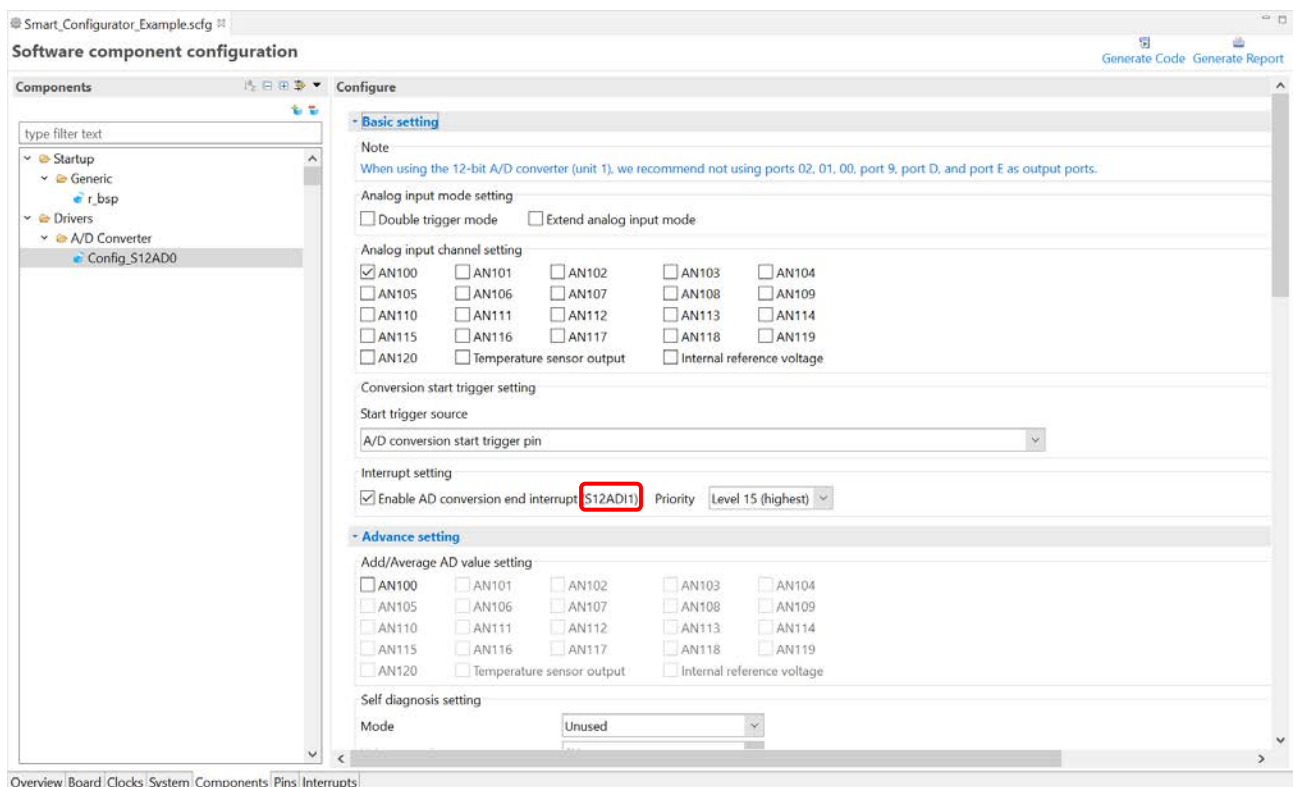 Smart_Configurator_Example.scfg
Software component configuration
Generate Code Generate Report
Components
Configure
type filter text
Startup
Generic
r_bsp
Drivers
A/D Converter
Config_S12AD0
Basic setting
Note
When using the 12-bit A/D converter (unit 1), we recommend not using ports 02, 01, 00, port 9, port D, and port E as output ports.
Analog input mode setting
Double trigger mode Extend analog input mode
Analog input channel setting
AN100 AN101 AN102 AN103 AN104
AN105 AN106 AN107 AN108 AN109
AN110 AN111 AN112 AN113 AN114
AN115 AN116 AN117 AN118 AN119
AN120 Temperature sensor output Internal reference voltage
Conversion start trigger setting
Start trigger source
A/D conversion start trigger pin
Interrupt setting
Enable AD conversion end interrupt (S12ADI1) Priority Level 15 (highest)
Advance setting
Add/Average AD value setting
AN100 AN101 AN102 AN103 AN104
AN105 AN106 AN107 AN108 AN109
AN110 AN111 AN112 AN113 AN114
AN115 AN116 AN117 AN118 AN119
AN120 Temperature sensor output Internal reference voltage
Self diagnosis setting
Mode Unused
Overview Board Clocks System Components Pins Interrupts